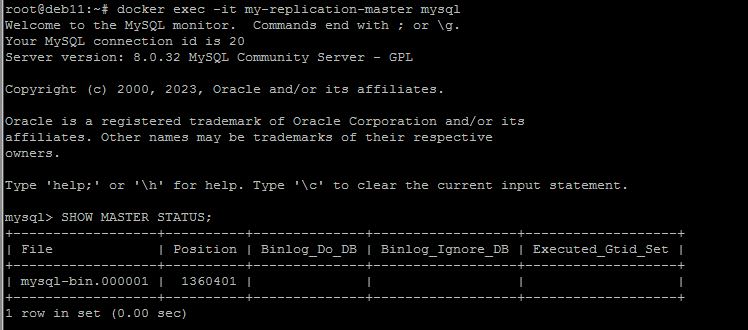 root@deb11:~# docker exec -it my-replication-master mysql
Welcome to the MySQL monitor.  Commands end with ; or \g.
Your MySQL connection id is 20
Server version: 8.0.32 MySQL Community Server - GPL

Copyright (c) 2000, 2023, Oracle and/or its affiliates.

Oracle is a registered trademark of Oracle Corporation and/or its
affiliates. Other names may be trademarks of their respective
owners.

Type 'help;' or '\h' for help. Type '\c' to clear the current input statement.

mysql> SHOW MASTER STATUS;
+------------------+----------+--------------+------------------+-------------------+
| File             | Position | Binlog_Do_DB | Binlog_Ignore_DB | Executed_Gtid_Set |
+------------------+----------+--------------+------------------+-------------------+
| mysql-bin.000001 |  1360401 |              |                  |                   |
+------------------+----------+--------------+------------------+-------------------+
1 row in set (0.00 sec)